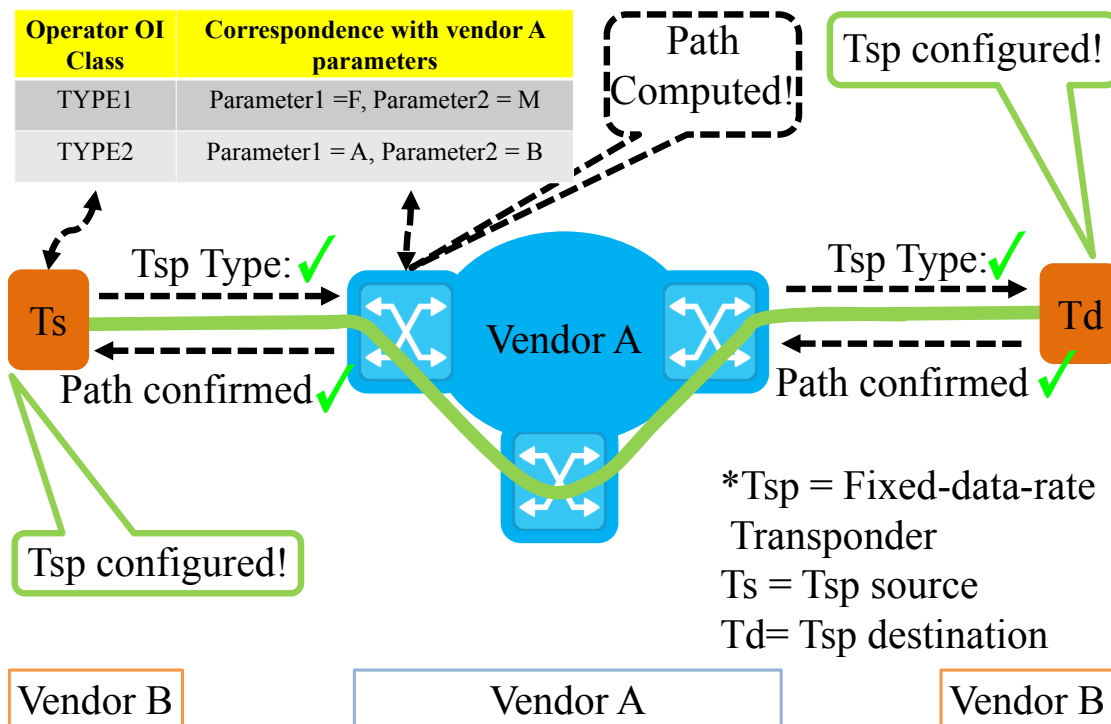 Operator OI
Class
Correspondence with vendor A
parameters
TYPE1
Parameter1 =F, Parameter2 = M
TYPE2
Parameter1 = A, Parameter2 = B
Path
Computed!
Tsp configured!
Tsp Type:
Tsp Type:
Ts
Vendor A
Td
Path confirmed
Path confirmed
Tsp configured!
*Tsp = Fixed-data-rate
Transponder
Ts = Tsp source
Td= Tsp destination
Vendor B
Vendor A
Vendor B